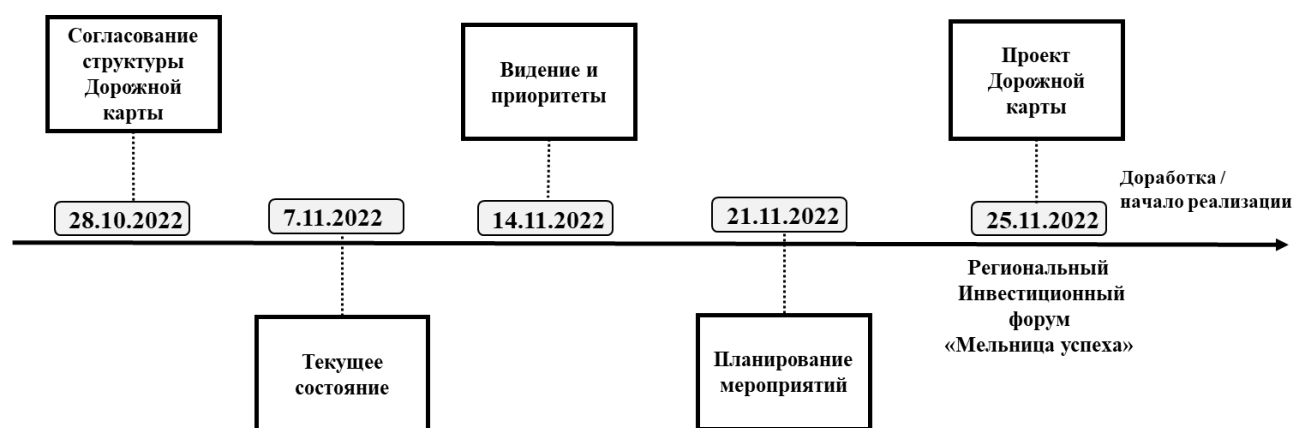 Согласование
структуры
Дорожной
карты
Видение и
приоритеты
Проект
Дорожной
карты
Доработка /
начало реализации
28.10.2022
7.11.2022
14.11.2022
21.11.2022
25.11.2022
Региональный
Инвестиционный
форум
«Мельница успеха»
Текущее
состояние
Планирование
мероприятий